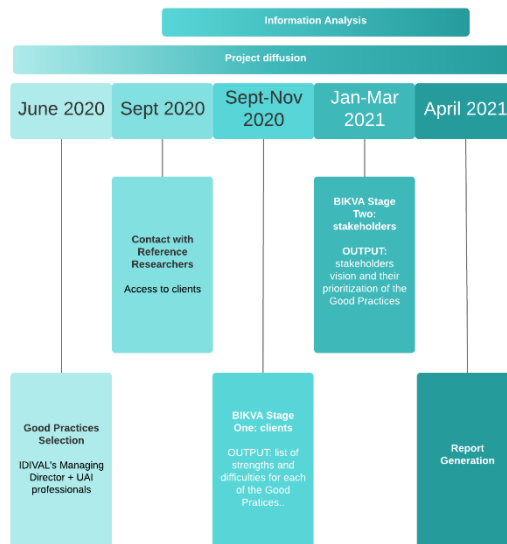 Information Analysis
Project diffusion
June 2020
Sept 2020
Sept-Nov
2020
Jan-Mar
2021
April 2021
Contact with
Reference
Researchers
Access to clients
BIKVA Stage
Two:
stakeholders
OUTPUT:
stakeholders
vision and their
prioritization of the
Good Practices
Good Practices
Selection
IDIVAL's Managing
Director + UAI
professionals
BIKVA Stage
One: clients
OUTPUT: list of
strengths and
difficulties for each
of the Good
Pratices..
Report
Generation